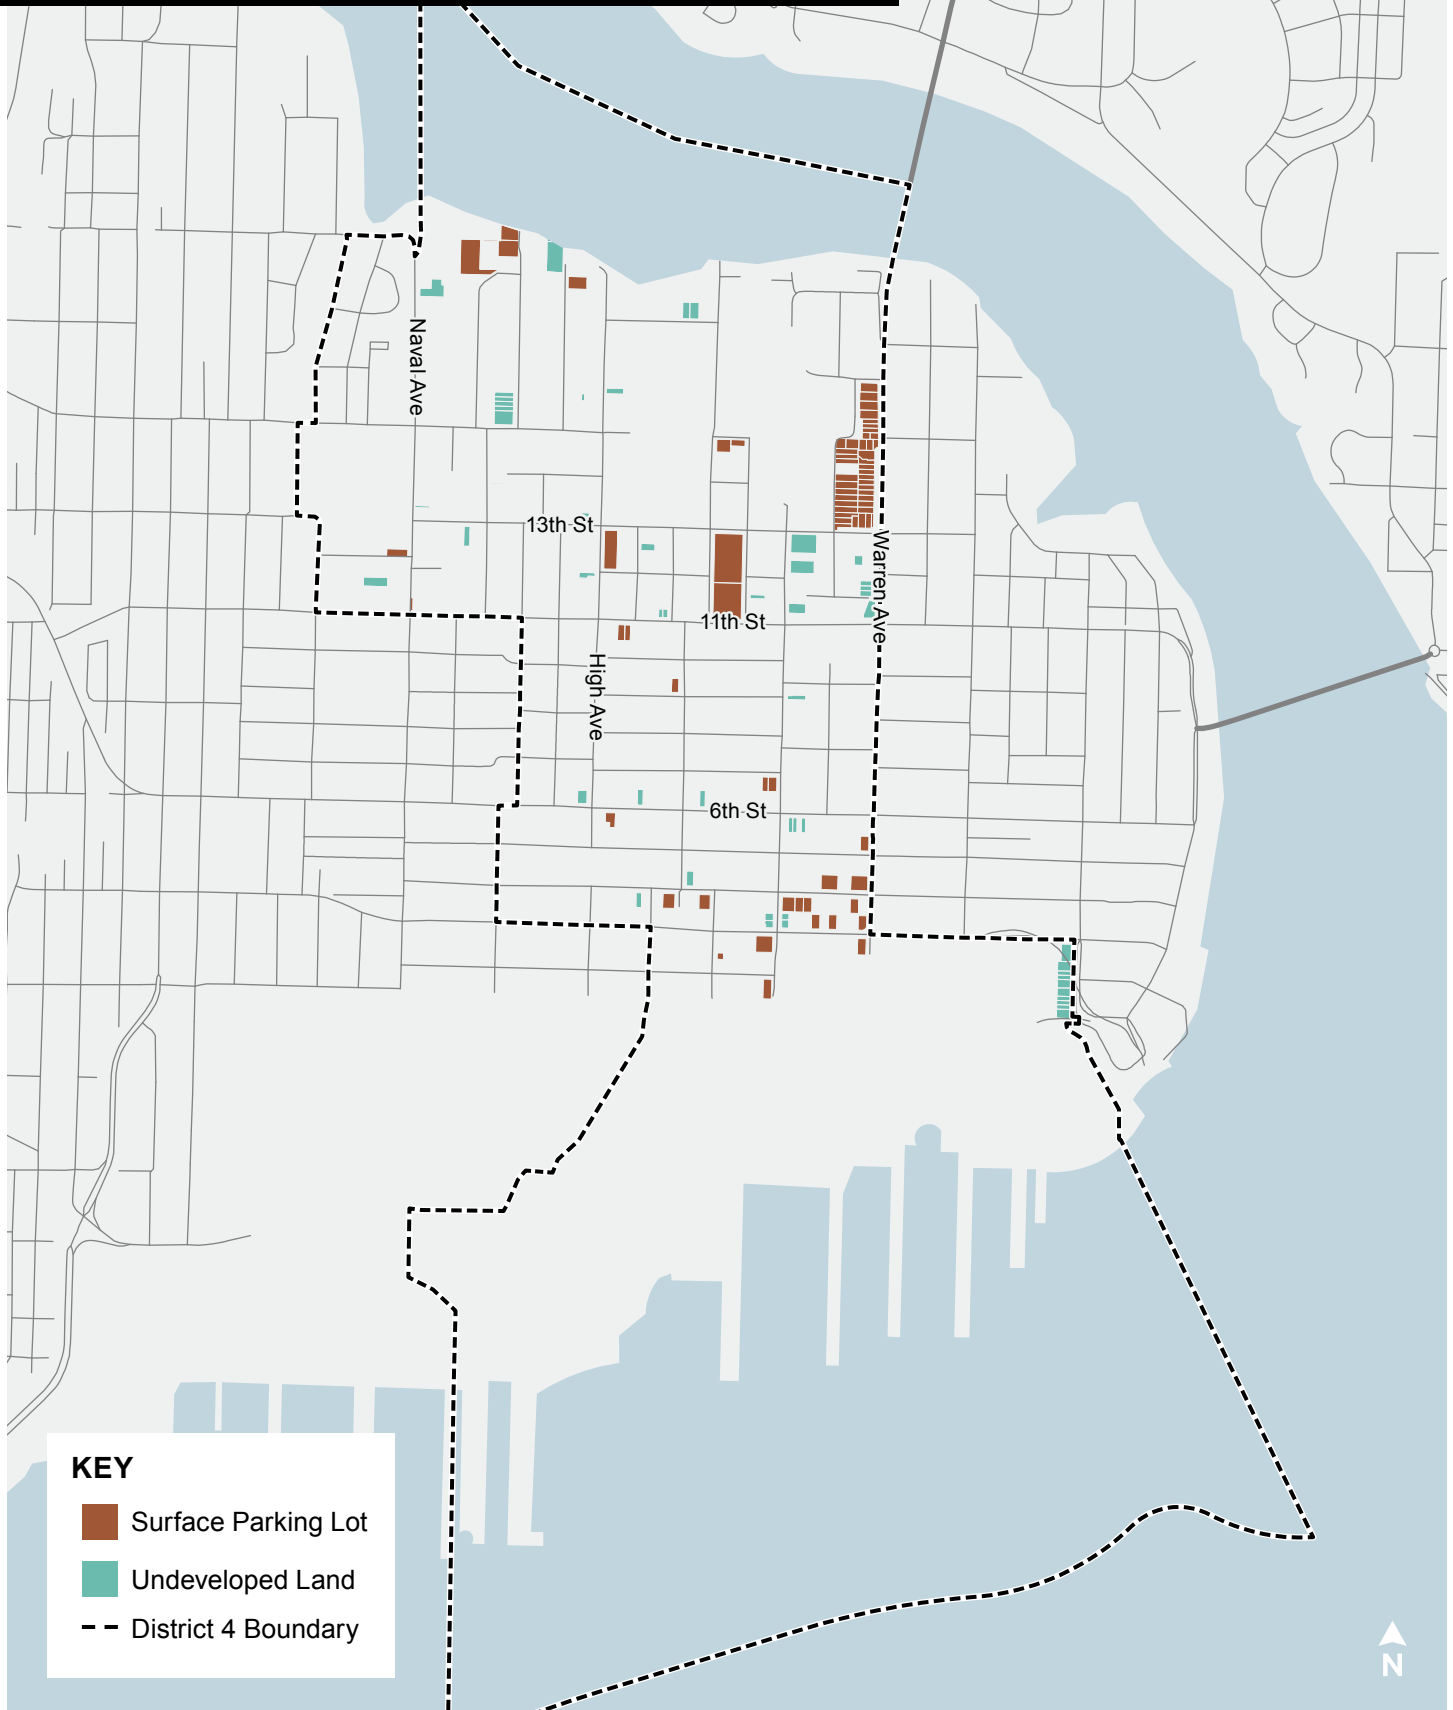 Naval Ave
13th St
Warren Ave
11th St
High Ave
6th St
KEY
Surface Parking Lot
Undeveloped Land
District 4 Boundary
N